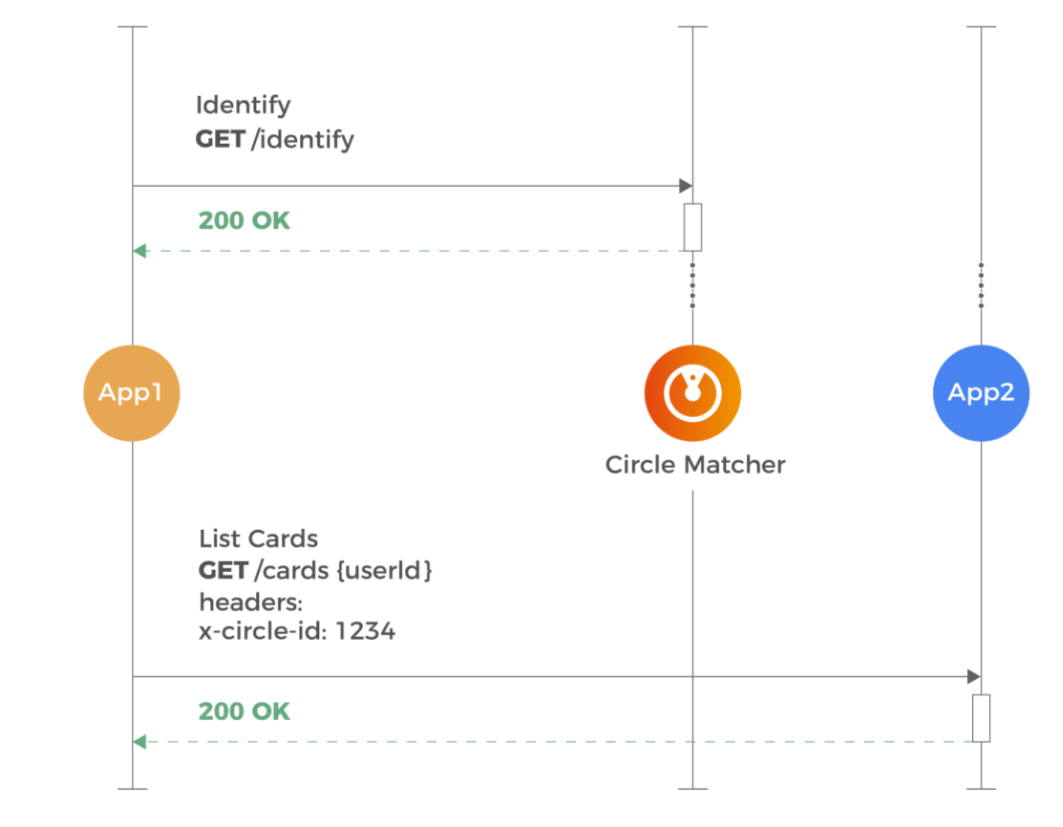 Identify
GET /identify
200 OK
App1
App2
Circle Matcher
List Cards
GET /cards {userId}
headers:
x-circle-id: 1234
200 OK